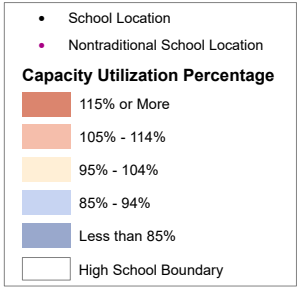 School Location
Nontraditional School Location
Capacity Utilization Percentage
115% or More
105% - 114%
95% - 104%
85% - 94%
Less than 85%
High School Boundary